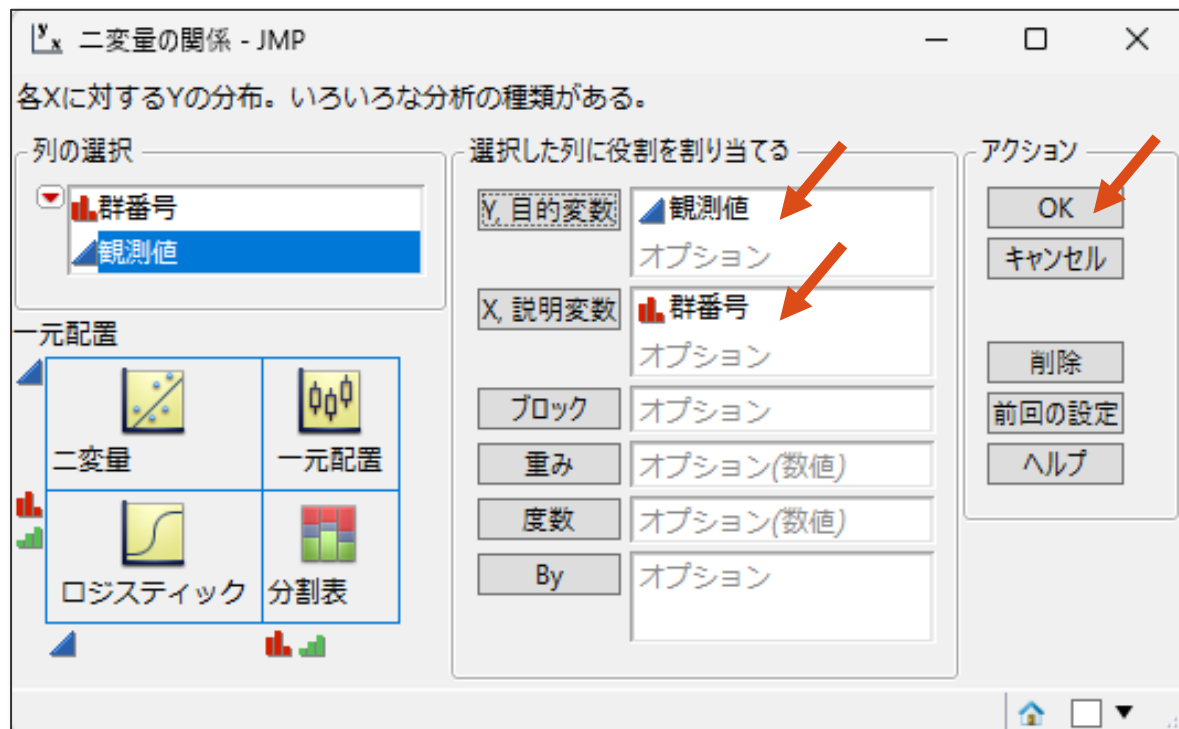 二変量の関係 - JMP
各Xに対するYの分布。いろいろな分析の種類がある。
列の選択
群番号
観測値
一元配置
二変量
一元配置
ロジスティック
分割表
選択した列に役割を割り当てる
Y, 目的変数
観測値
オプション
X, 説明変数
群番号
オプション
ブロック
オプション
重み
オプション(数値)
度数
オプション(数値)
By
オプション
アクション
OK
キャンセル
削除
前回の設定
ヘルプ